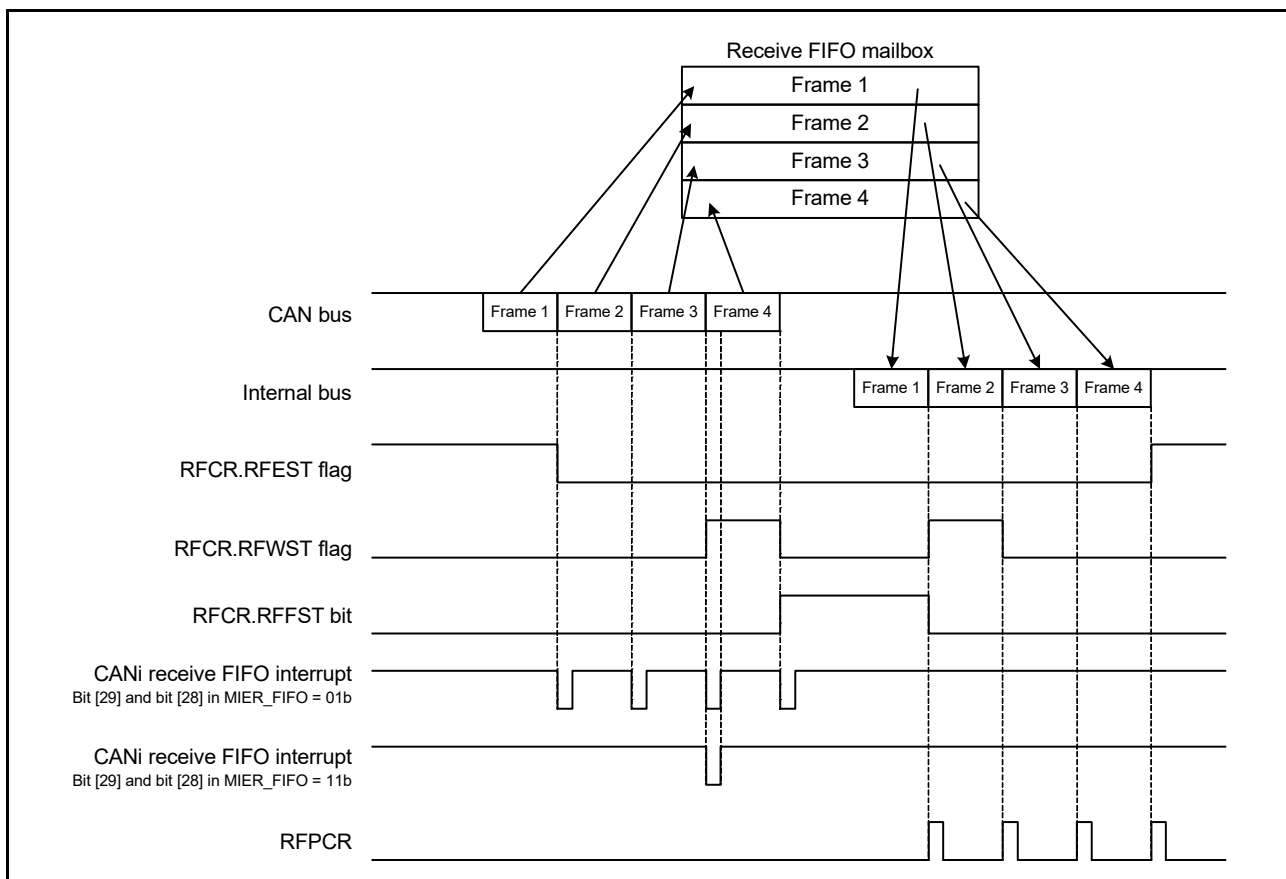 Receive FIFO mailbox
Frame 1
Frame 2
Frame 3
Frame 4
CAN bus
Frame 1 Frame 2 Frame 3 Frame 4
Internal bus
Frame 1 Frame 2 Frame 3 Frame 4
RFCR.RFEST flag
RFCR.RFWST flag
RFCR.RFFST bit
CANi receive FIFO interrupt
Bit [29] and bit [28] in MIER_FIFO = 01b
CANi receive FIFO interrupt
Bit [29] and bit [28] in MIER_FIFO = 11b
RFPCR